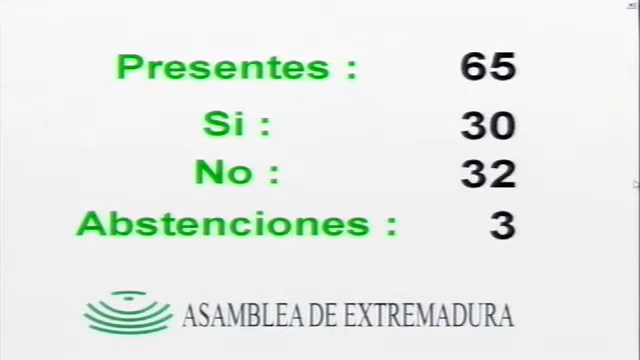 Presentes : 65
Si : 30
No : 32
Abstenciones : 3
ASAMBLEA DE EXTREMADURA